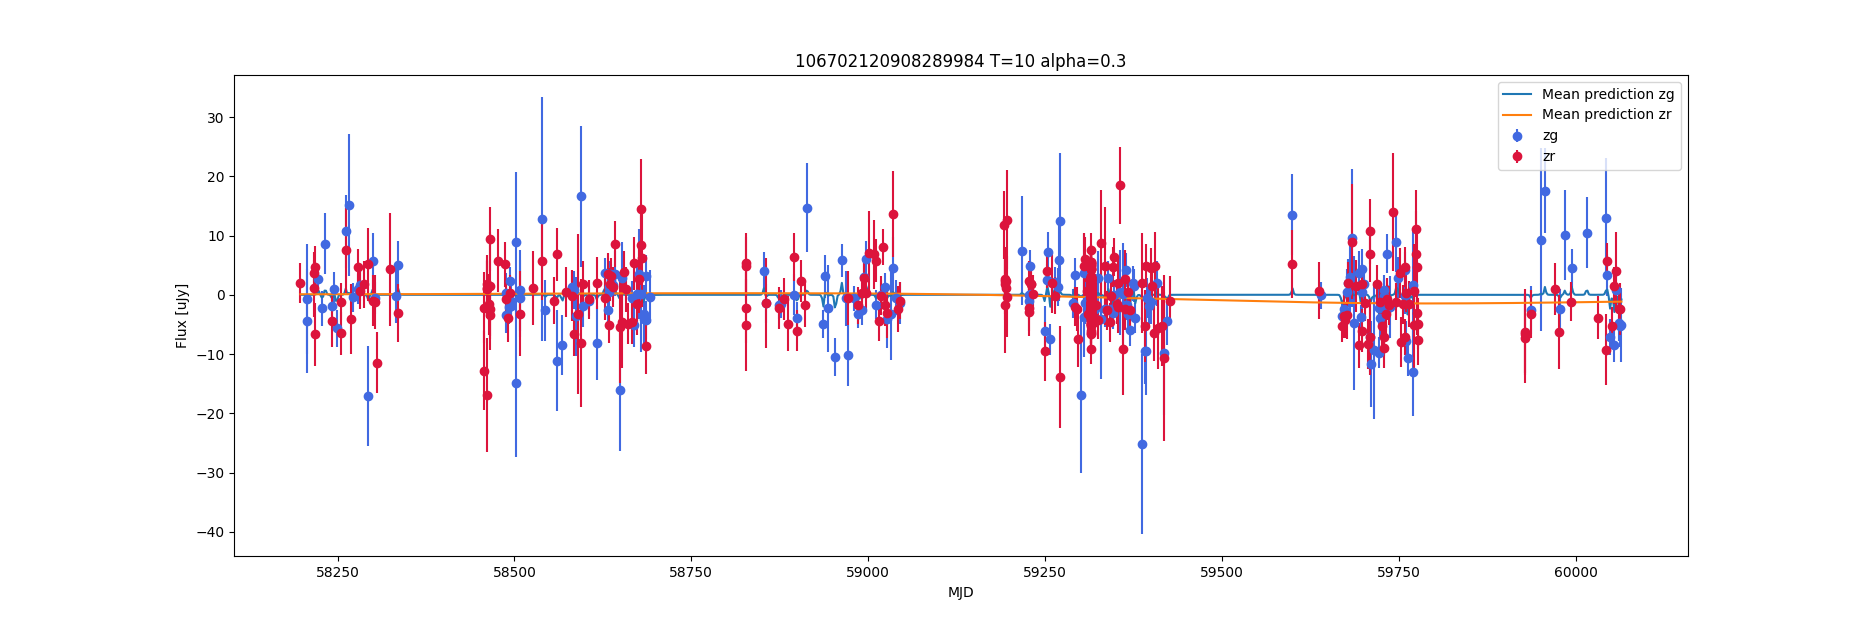 106702120908289984 T=10 alpha=0.3
Mean prediction zg
Mean prediction zr
zg
zr
Flux [uJy]
30
20
10
0
−10
−20
−30
−40
58250 58500 58750 59000 59250 59500 59750 60000
MJD